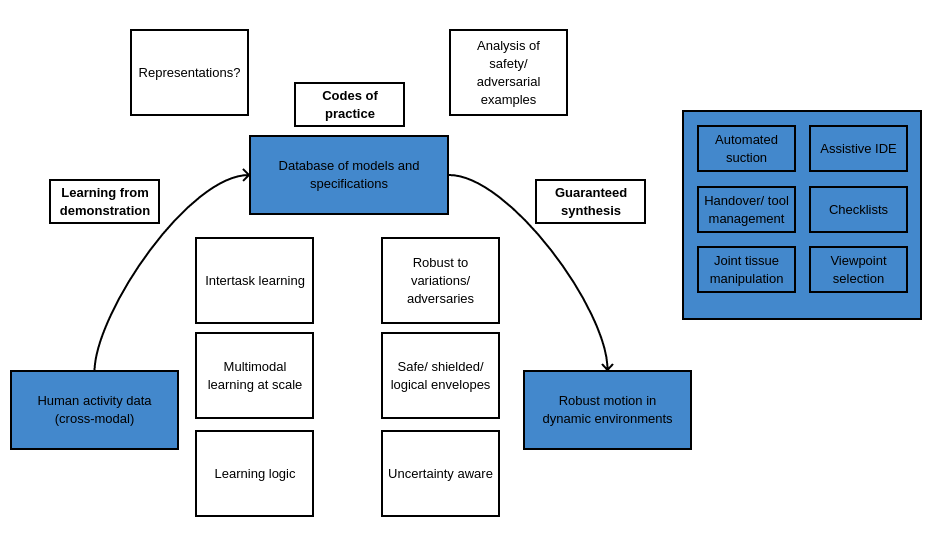 Representations?
Analysis of
safety/
adversarial
examples
Codes of
practice
Database of models and
specifications
Learning from
demonstration
Guaranteed
synthesis
Intertask learning
Robust to
variations/
adversaries
Multimodal
learning at scale
Safe/ shielded/
logical envelopes
Human activity data
(cross-modal)
Robust motion in
dynamic environments
Learning logic
Uncertainty aware
Automated
suction
Assistive IDE
Handover/ tool
management
Checklists
Joint tissue
manipulation
Viewpoint
selection